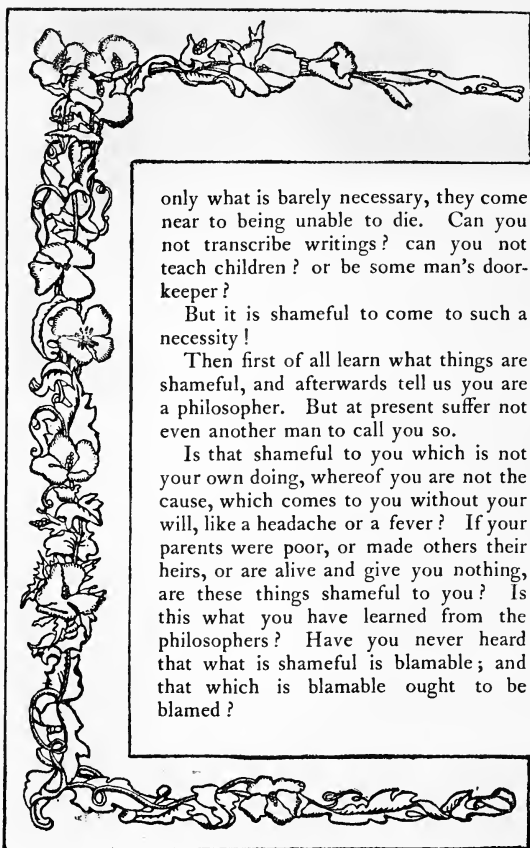 only what is barely necessary, they come
near to being unable to die. Can you
not transcribe writings? can you not
teach children? or be some man's door-
keeper?
But it is shameful to come to such a
necessity!
Then first of all learn what things are
shameful, and afterwards tell us you are
a philosopher. But at present suffer not
even another man to call you so.
Is that shameful to you which is not
your own doing, whereof you are not the
cause, which comes to you without your
will, like a headache or a fever? If your
parents were poor, or made others their
heirs, or are alive and give you nothing,
are these things shameful to you? Is
this what you have learned from the
philosophers? Have you never heard
that what is shameful is blamable; and
that which is blamable ought to be
blamed?